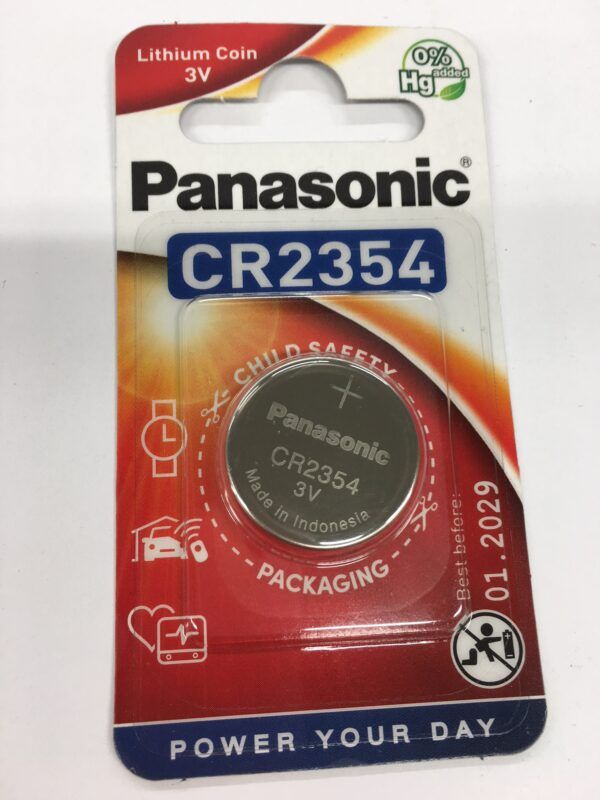 Lithium Coin
3V
0%
Hg added
Panasonic®
CR2354
CHILD SAFETY
+
Panasonic
CR2354
3V
Made in Indonesia
PACKAGING
Best before:
01.2029
POWER YOUR DAY